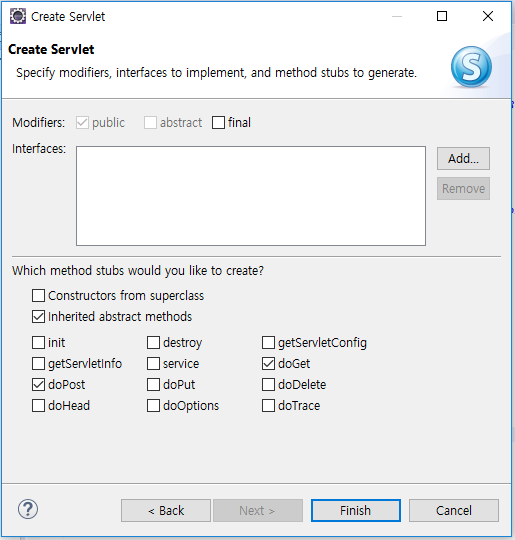 Create Servlet
Create Servlet
Specify modifiers, interfaces to implement, and method stubs to generate.
S
Modifiers: public abstract final
Interfaces:
Add...
Remove
Which method stubs would you like to create?
Constructors from superclass
Inherited abstract methods
init destroy getServletConfig
getServletInfo service doGet
doPost doPut doDelete
doHead doOptions doTrace
? < Back Next > Finish Cancel